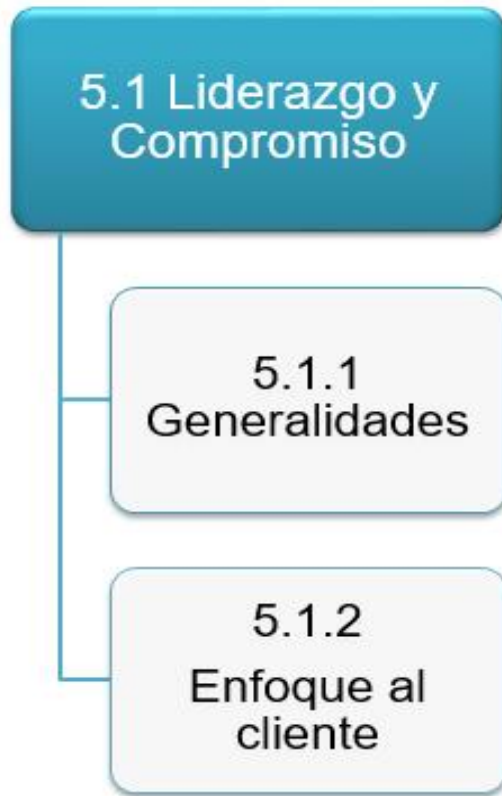 5.1 Liderazgo y
Compromiso
5.1.1
Generalidades
5.1.2
Enfoque al
cliente